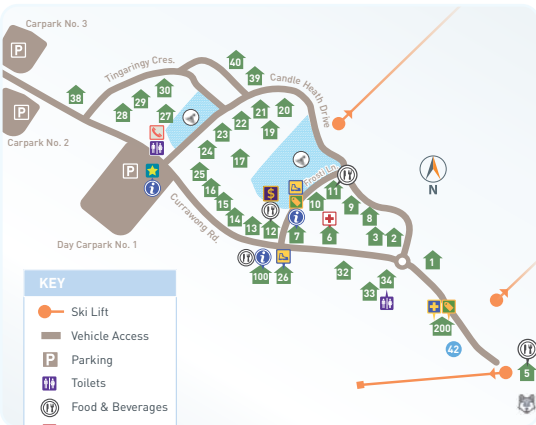 Carpark No. 3
P
Tingaringy Cres.
40
39
Candle Heath Drive
38
30
29
28
27
P
Carpark No. 2
21
20
22
23
19
24
17
P
i
25
16
15
14
13
12
$
Frosti Ln
11
10
9
8
i
7
6
3
2
1
N
Currawong Rd.
Day Carpark No. 1
i
100
26
32
34
33
200
42
5
KEY
Ski Lift
Vehicle Access
P
Parking
Toilets
Food & Beverages